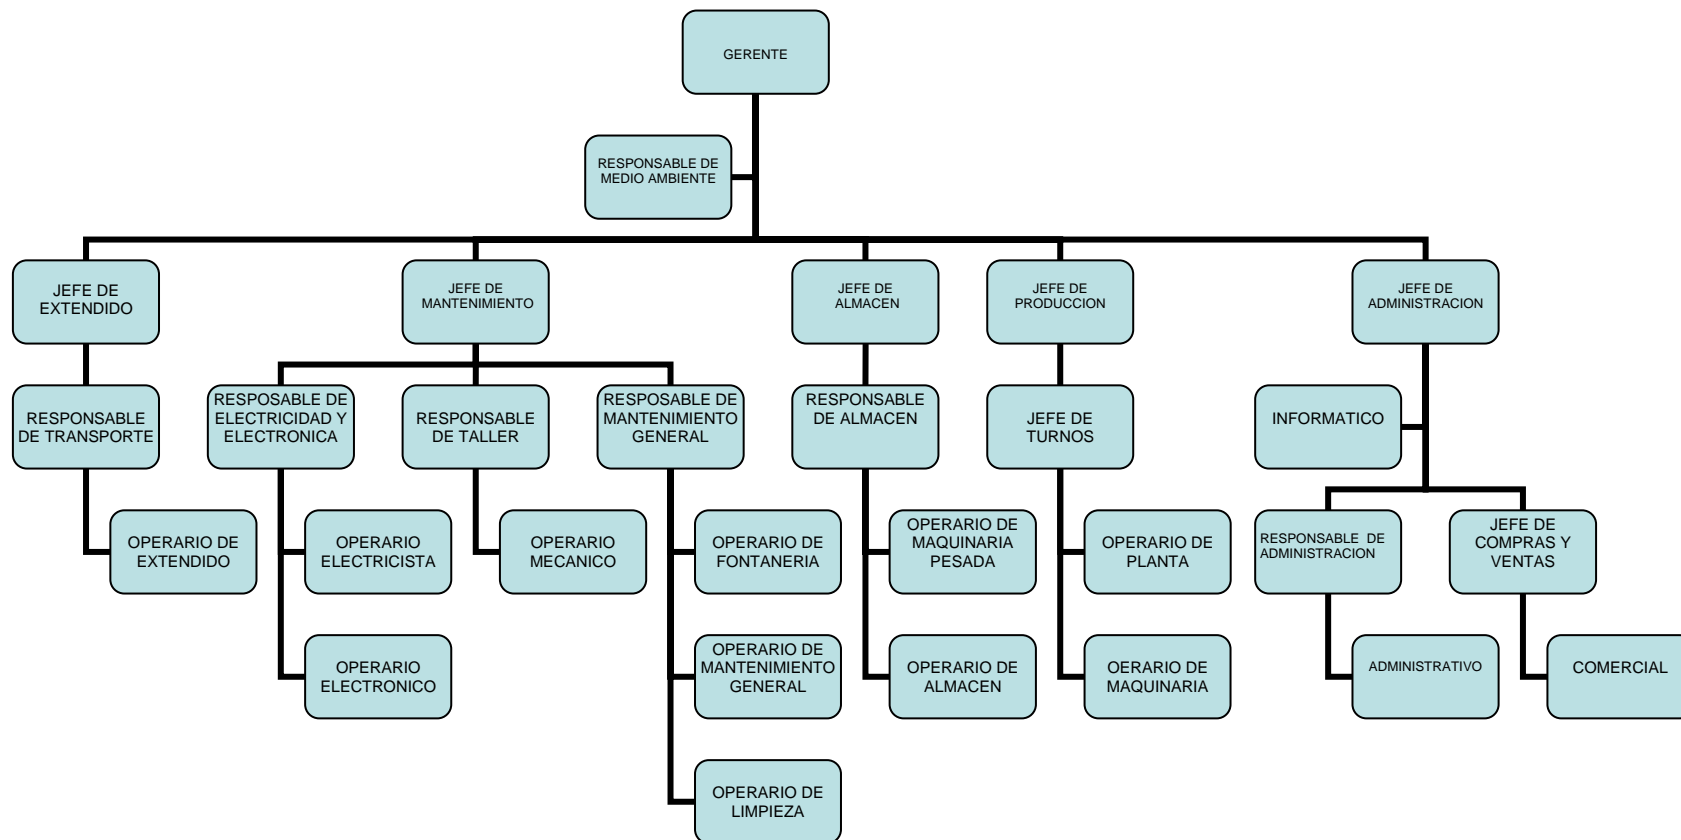 GERENTE
RESPONSABLE DE
MEDIO AMBIENTE
JEFE DE
EXTENDIDO
JEFE DE
MANTENIMIENTO
JEFE DE
ALMACEN
JEFE DE
PRODUCCION
JEFE DE
ADMINISTRACION
RESPONSABLE
DE TRANSPORTE
RESPOSABLE DE
ELECTRICIDAD Y
ELECTRONICA
RESPONSABLE
DE TALLER
RESPOSABLE DE
MANTENIMIENTO
GENERAL
RESPONSABLE
DE ALMACEN
JEFE DE
TURNOS
INFORMATICO
OPERARIO DE
EXTENDIDO
OPERARIO
ELECTRICISTA
OPERARIO
MECANICO
OPERARIO DE
FONTANERIA
OPERARIO DE
MAQUINARIA
PESADA
OPERARIO DE
PLANTA
RESPONSABLE DE
ADMINISTRACION
JEFE DE
COMPRAS Y
VENTAS
OPERARIO
ELECTRONICO
OPERARIO DE
MANTENIMIENTO
GENERAL
OPERARIO DE
ALMACEN
OERARIO DE
MAQUINARIA
ADMINISTRATIVO
COMERCIAL
OPERARIO DE
LIMPIEZA